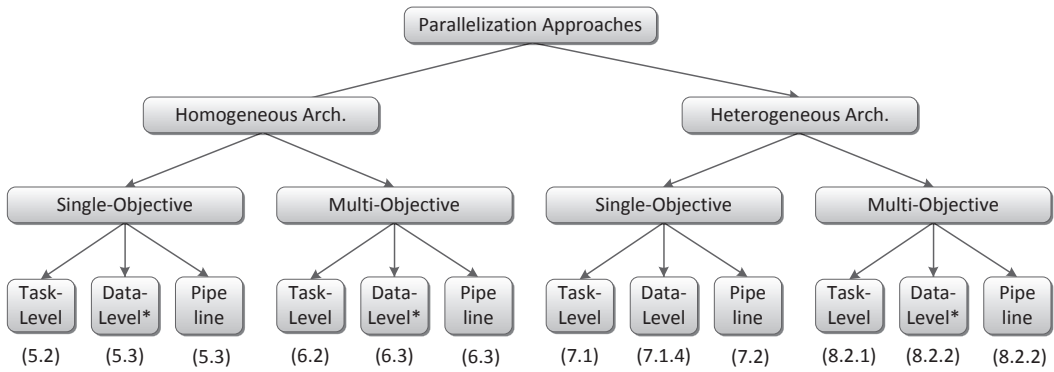 Parallelization Approaches
Homogeneous Arch.
Heterogeneous Arch.
Single-Objective
Multi-Objective
Single-Objective
Multi-Objective
Task-
Level
Data-
Level*
Pipe
line
Task-
Level
Data-
Level*
Pipe
line
Task-
Level
Data-
Level
Pipe
line
Task-
Level
Data-
Level*
Pipe
line
(5.2)
(5.3)
(5.3)
(6.2)
(6.3)
(6.3)
(7.1)
(7.1.4)
(7.2)
(8.2.1)
(8.2.2)
(8.2.2)